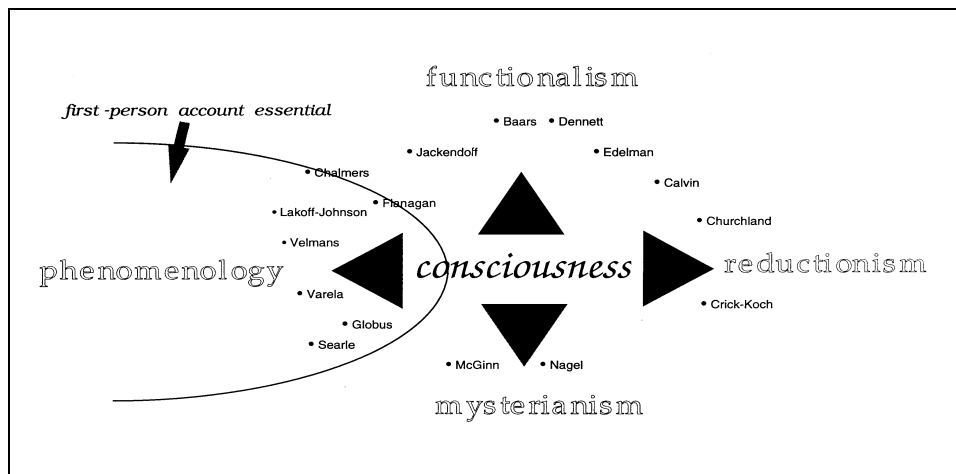 functionalism
first-person account essential
Baars
Dennett
Jackendoff
Edelman
Chalmers
Calvin
Flanagan
Lakoff-Johnson
Churchland
Velmans
phenomenology
consciousness
reductionism
Varela
Crick-Koch
Globus
Searle
McGinn
Nagel
mysterianism